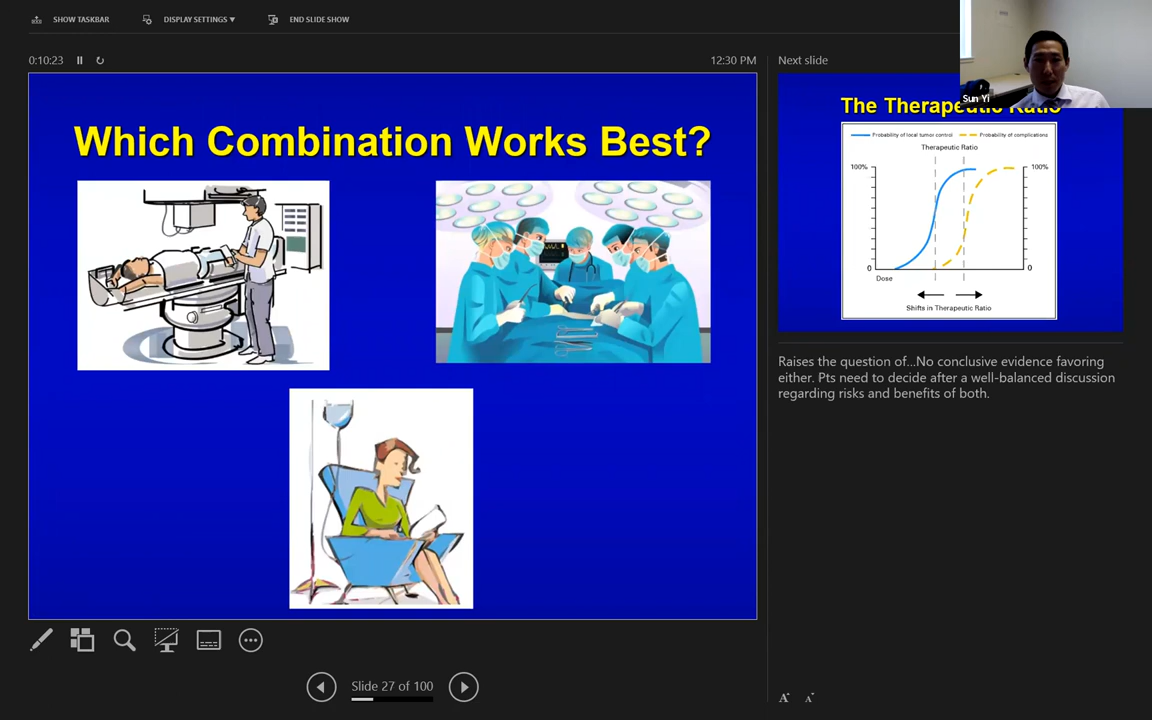 SHOW TASKBAR
DISPLAY SETTINGS ▼
END SLIDE SHOW
0:10:23
12:30 PM
Next slide
Sun Yi
Which Combination Works Best?
The Therapeutic Ratio
Probability of local tumor control
Probability of complications
Therapeutic Ratio
100%
100%
0
0
Dose
Shifts in Therapeutic Ratio
Raises the question of...No conclusive evidence favoring
either. Pts need to decide after a well-balanced discussion
regarding risks and benefits of both.
Slide 27 of 100
A
A